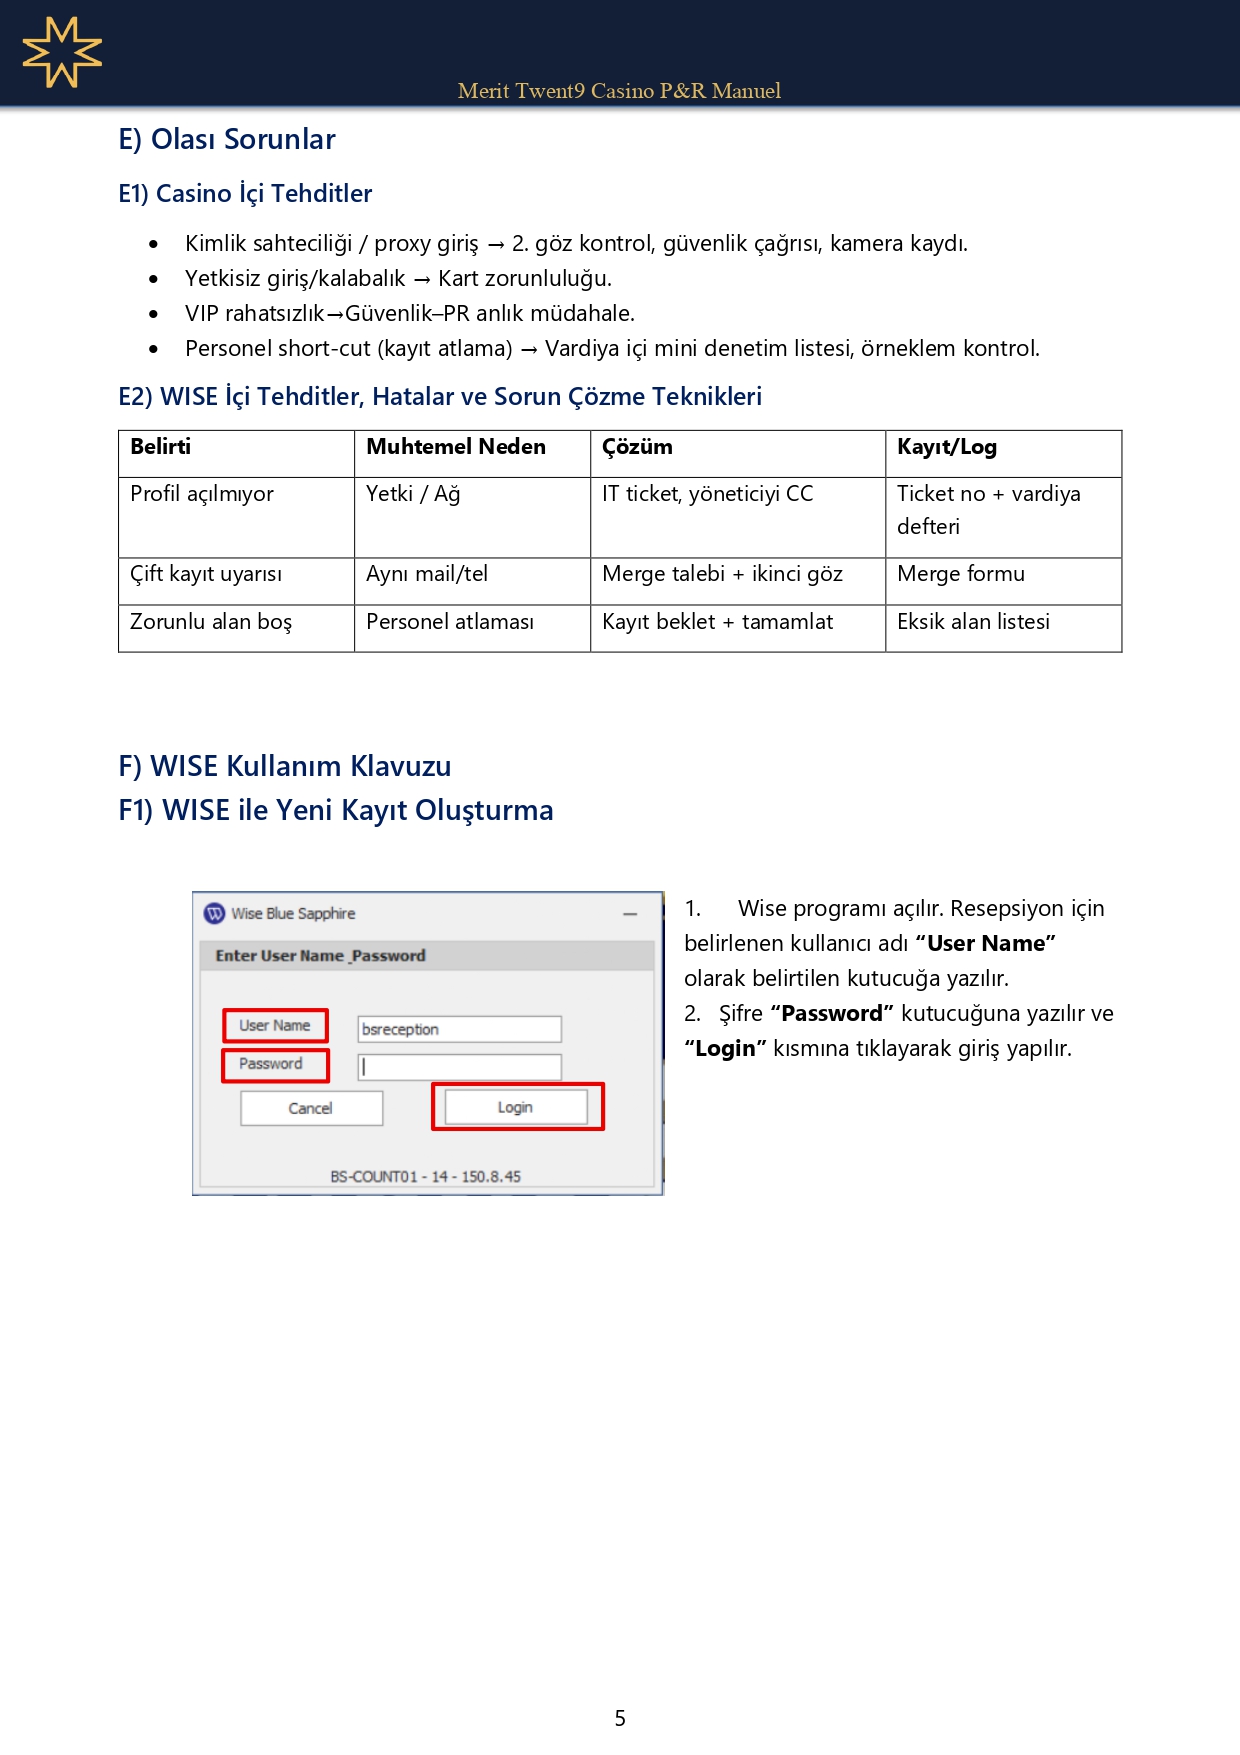 Merit Twent9 Casino P&R Manuel
E) Olası Sorunlar
E1) Casino İçi Tehditler
• Kimlik sahteciliği / proxy giriş → 2. göz kontrol, güvenlik çağrısı, kamera kaydı.
• Yetkisiz giriş/kalabalık → Kart zorunluluğu.
• VIP rahatsızlık→Güvenlik–PR anlık müdahale.
• Personel short-cut (kayıt atlama) → Vardiya içi mini denetim listesi, örneklem kontrol.
E2) WISE İçi Tehditler, Hatalar ve Sorun Çözme Teknikleri
Belirti Muhtemel Neden Çözüm Kayıt/Log
Profil açılmıyor Yetki / Ağ IT ticket, yöneticiyi CC Ticket no + vardiya
defteri
Çift kayıt uyarısı Aynı mail/tel Merge talebi + ikinci göz Merge formu
Zorunlu alan boş Personel atlaması Kayıt beklet + tamamlat Eksik alan listesi
F) WISE Kullanım Klavuzu
F1) WISE ile Yeni Kayıt Oluşturma
Wise Blue Sapphire
Enter User Name_Password
User Name bsreception
Password
Cancel Login
BS-COUNT01 - 14 - 150.8.45
1. Wise programı açılır. Resepsiyon için
belirlenen kullanıcı adı “User Name”
olarak belirtilen kutucuğa yazılır.
2. Şifre “Password” kutucuğuna yazılır ve
“Login” kısmına tıklayarak giriş yapılır.
5